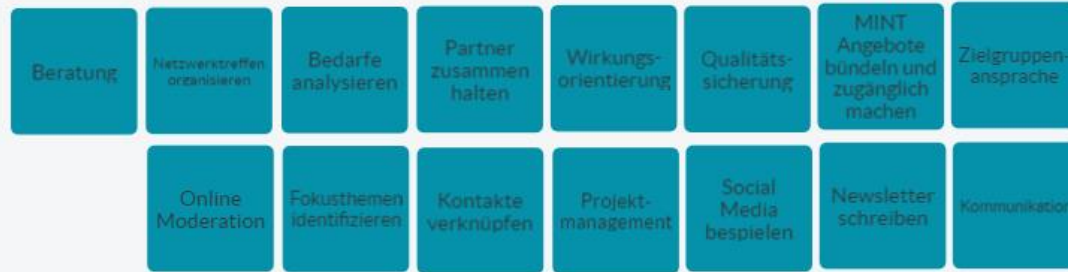 Beratung
Netzwerktreffen
organisieren
Bedarfe
analysieren
Partner
zusammen
halten
Wirkungs-
orientierung
Qualitäts-
sicherung
MINT
Angebote
bündeln und
zugänglich
machen
Zielgruppen-
ansprache
Online
Moderation
Fokusthemen
identifizieren
Kontakte
verknüpfen
Projekt-
management
Social
Media
bespielen
Newsletter
schreiben
Kommunikation